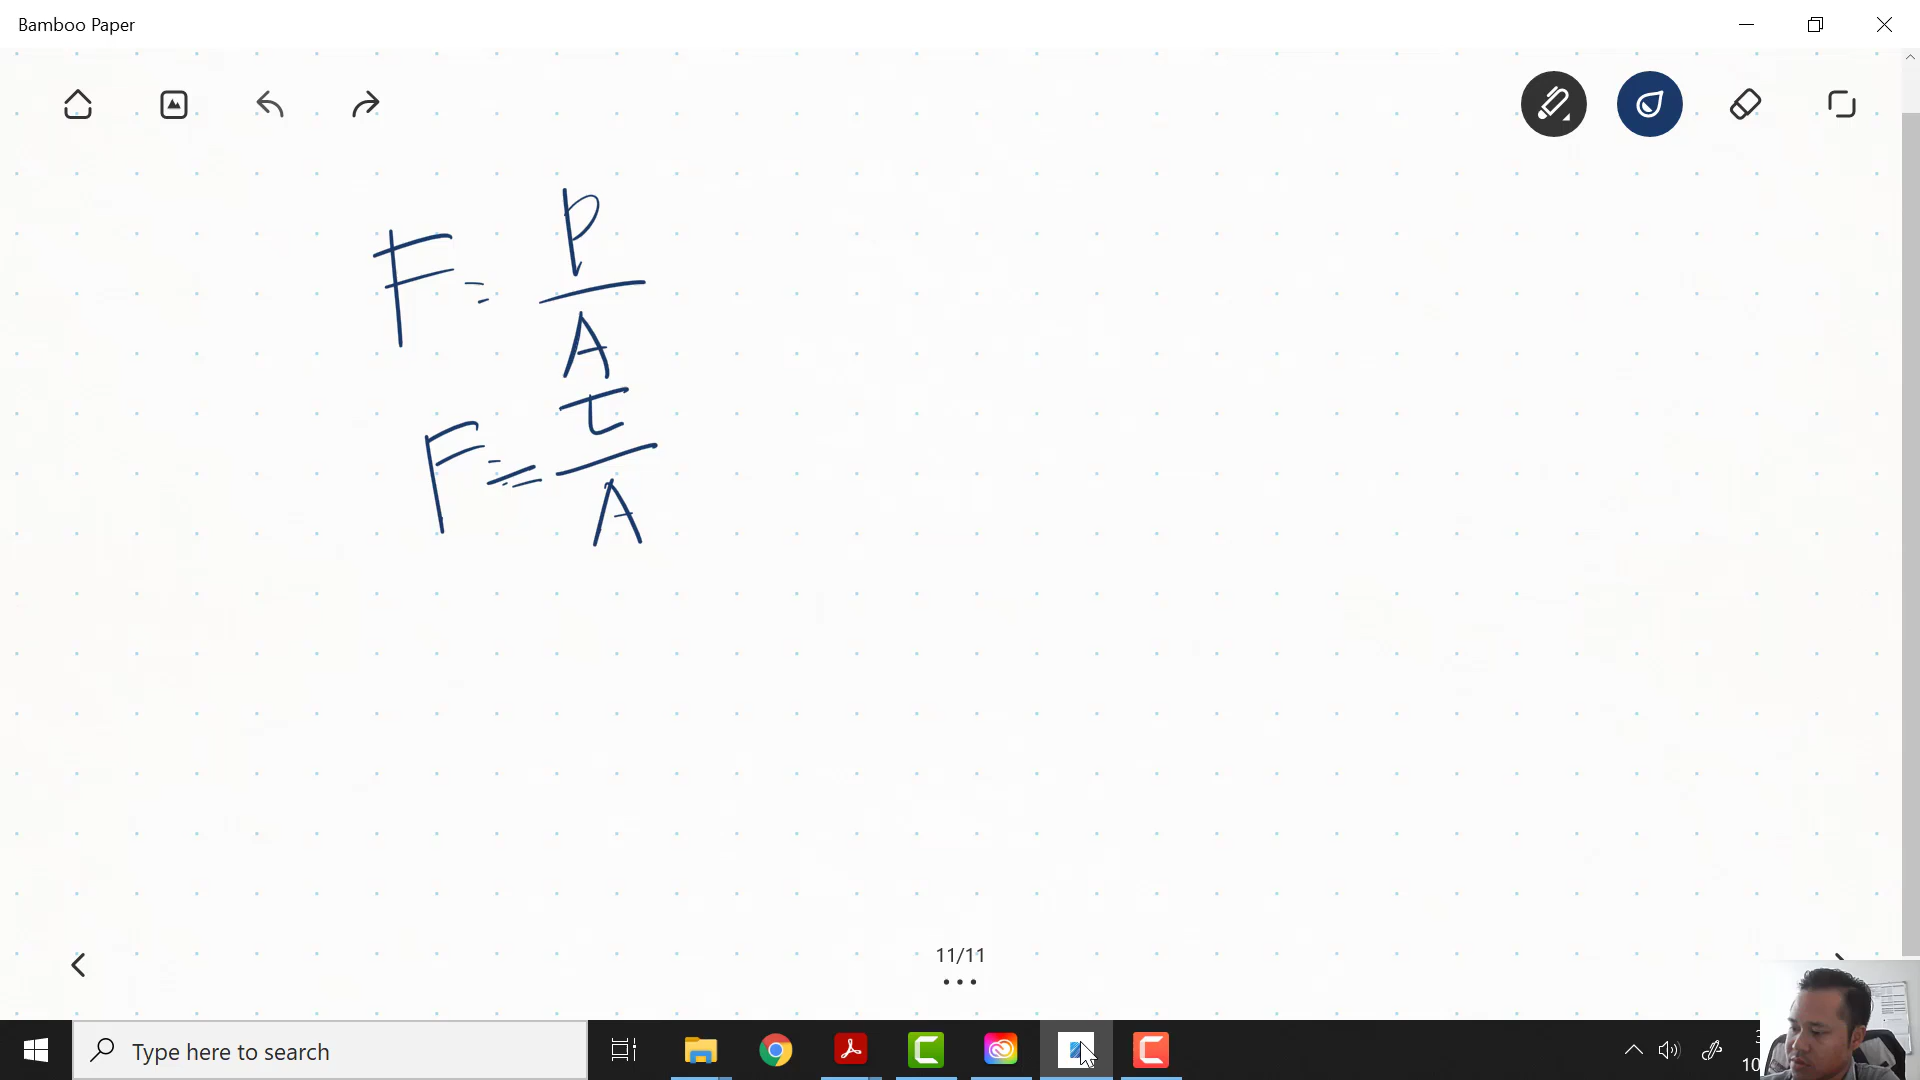 Bamboo Paper
F = P/A
F = τ/A
11/11
Type here to search